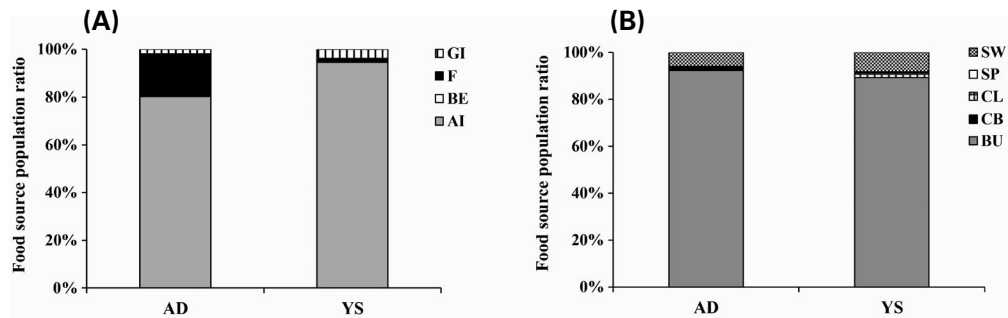 (A)
Food source population ratio
100%
80%
60%
40%
20%
0%
AD
YS
GI
F
BE
AI
(B)
Food source population ratio
100%
80%
60%
40%
20%
0%
AD
YS
SW
SP
CL
CB
BU